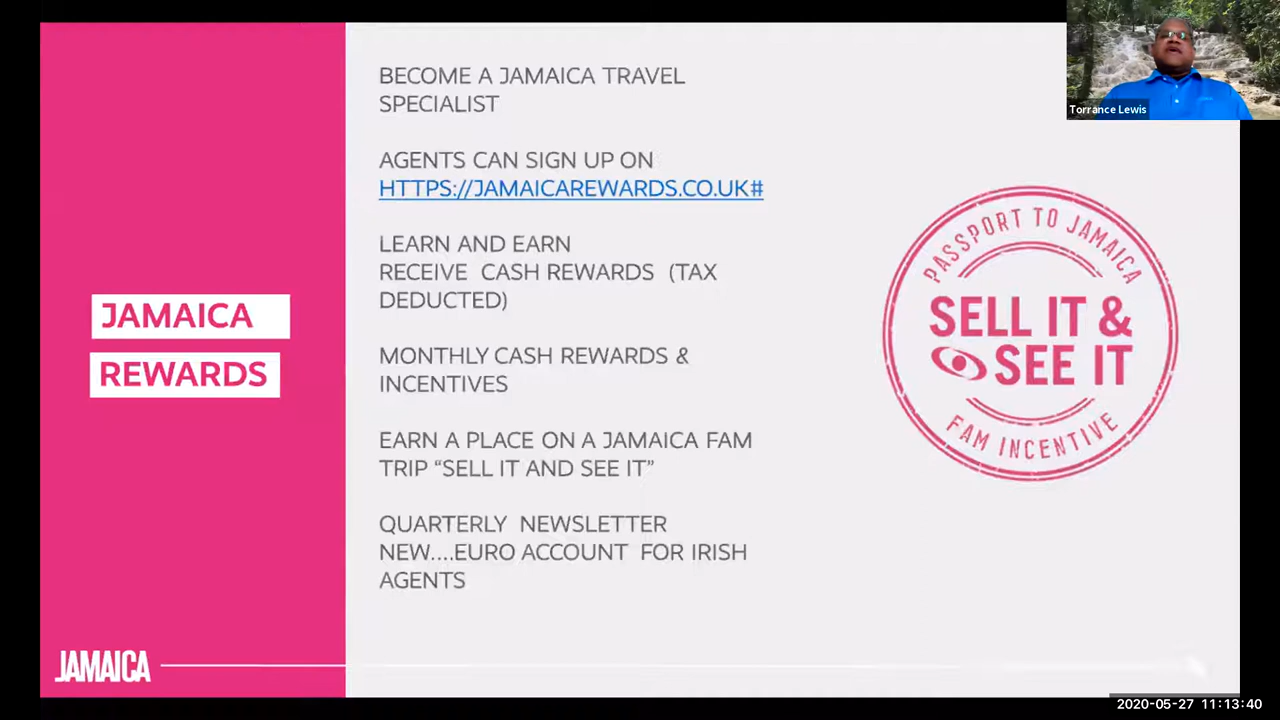 JAMAICA
REWARDS
BECOME A JAMAICA TRAVEL
SPECIALIST
AGENTS CAN SIGN UP ON
HTTPS://JAMAICAREWARDS.CO.UK#
LEARN AND EARN
RECEIVE CASH REWARDS (TAX
DEDUCTED)
MONTHLY CASH REWARDS &
INCENTIVES
EARN A PLACE ON A JAMAICA FAM
TRIP “SELL IT AND SEE IT”
QUARTERLY NEWSLETTER
NEW....EURO ACCOUNT FOR IRISH
AGENTS
PASSPORT TO JAMAICA
SELL IT &
SEE IT
FAM INCENTIVE
Torrance Lewis
JAMAICA
2020-05-27 11:13:40